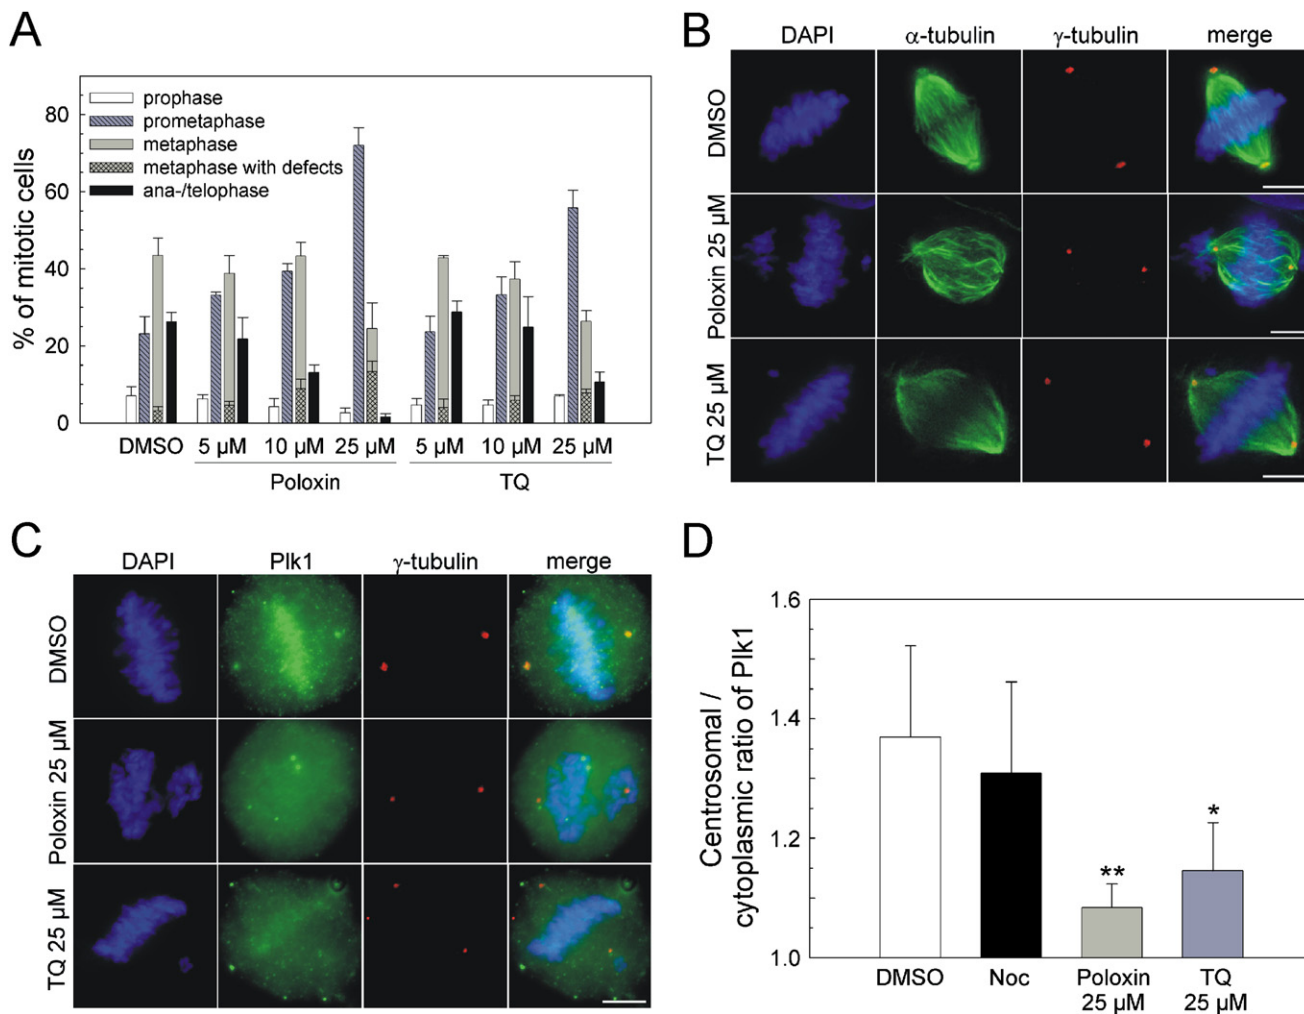 A
% of mitotic cells
80
60
40
20
0
prophase
prometaphase
metaphase
metaphase with defects
ana-/telophase
DMSO 5 μM 10 μM 25 μM 5 μM 10 μM 25 μM
Poloxin TQ
B
DAPI α-tubulin γ-tubulin merge
DMSO
Poloxin 25 μM
TQ 25 μM
C
DAPI Plk1 γ-tubulin merge
DMSO
Poloxin 25 μM
TQ 25 μM
D
Centrosomal /
cytoplasmic ratio of Plk1
1.6
1.4
1.2
1.0
**
*
DMSO Noc Poloxin TQ
25 μM 25 μM